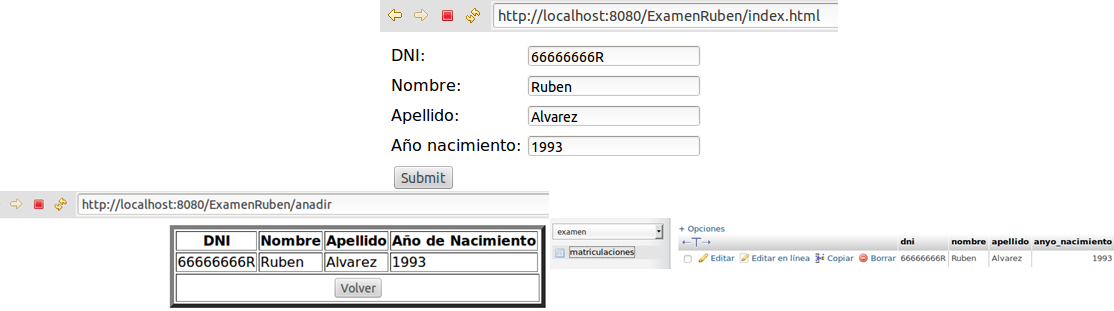 http://localhost:8080/ExamenRuben/index.html
DNI: 66666666R
Nombre: Ruben
Apellido: Alvarez
Año nacimiento: 1993
Submit
http://localhost:8080/ExamenRuben/anadir
DNI Nombre Apellido Año de Nacimiento
66666666R Ruben Alvarez 1993
Volver
examen
matriculaciones
+ Opciones
←T→ dni nombre apellido anyo_nacimiento
Editar Editar en línea Copiar Borrar 66666666R Ruben Alvarez 1993